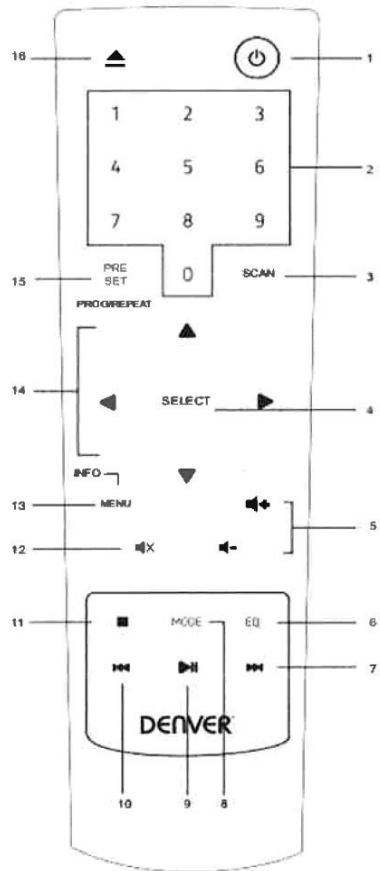 16 1
1 2 3
4 5 6 2
7 8 9
15 PRE SET 0 SCAN 3
PROG/REPEAT
14 SELECT 4
INFO
13 MENU 5
12
11 MODE EQ 6
7
DENVER
10 9 8